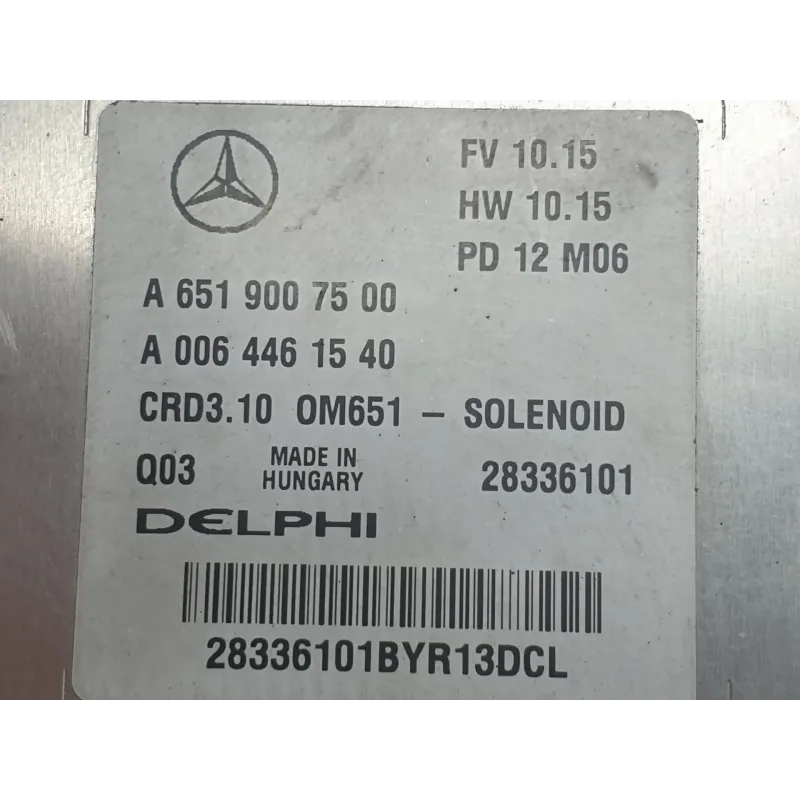 FV 10.15
HW 10.15
PD 12 M06
A 651 900 75 00
A 006 446 15 40
CRD3.10 OM651 – SOLENOID
Q03 MADE IN HUNGARY 28336101
DELPHI
28336101BYR13DCL